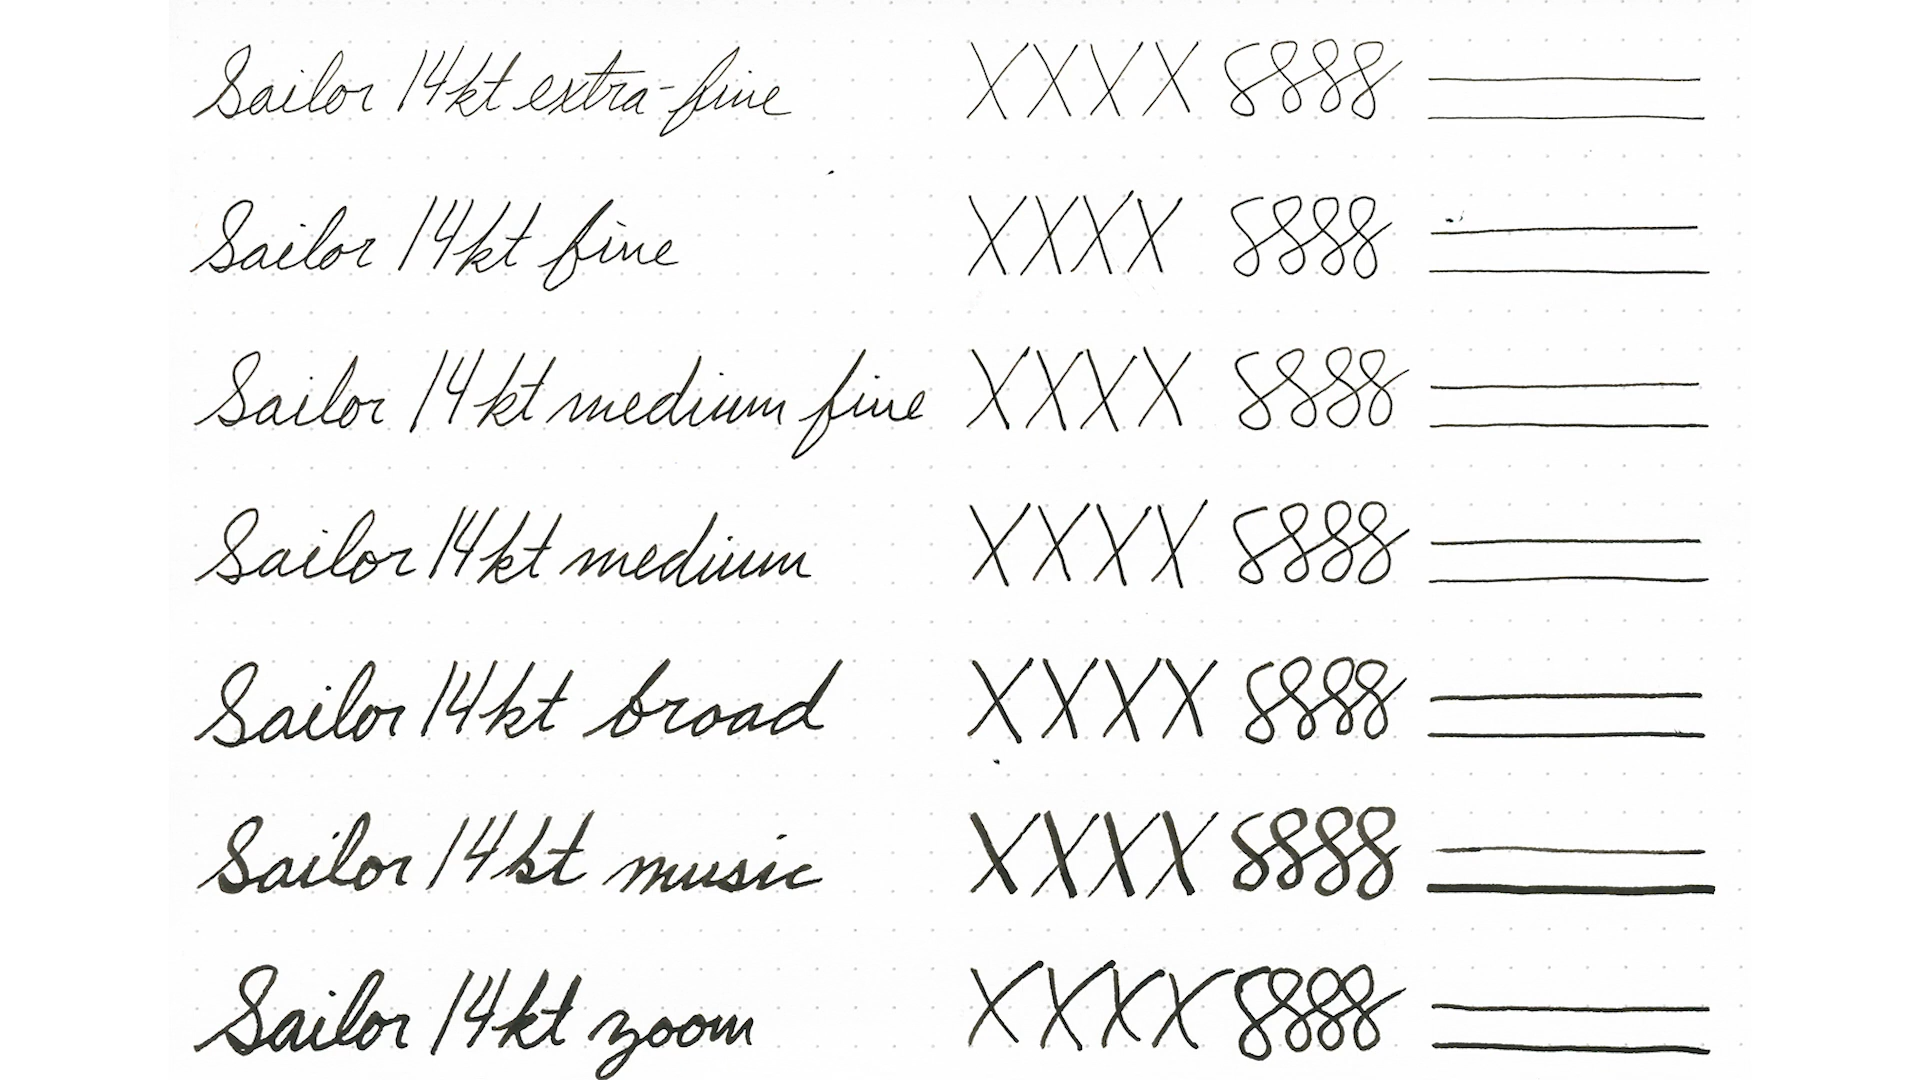 Sailor 14kt extra-fine XXXX 8888
Sailor 14kt fine XXXX 8888
Sailor 14kt medium fine XXXX 8888
Sailor 14kt medium XXXX 8888
Sailor 14kt broad XXXX 8888
Sailor 14kt music XXXX 8888
Sailor 14kt zoom XXXX 8888